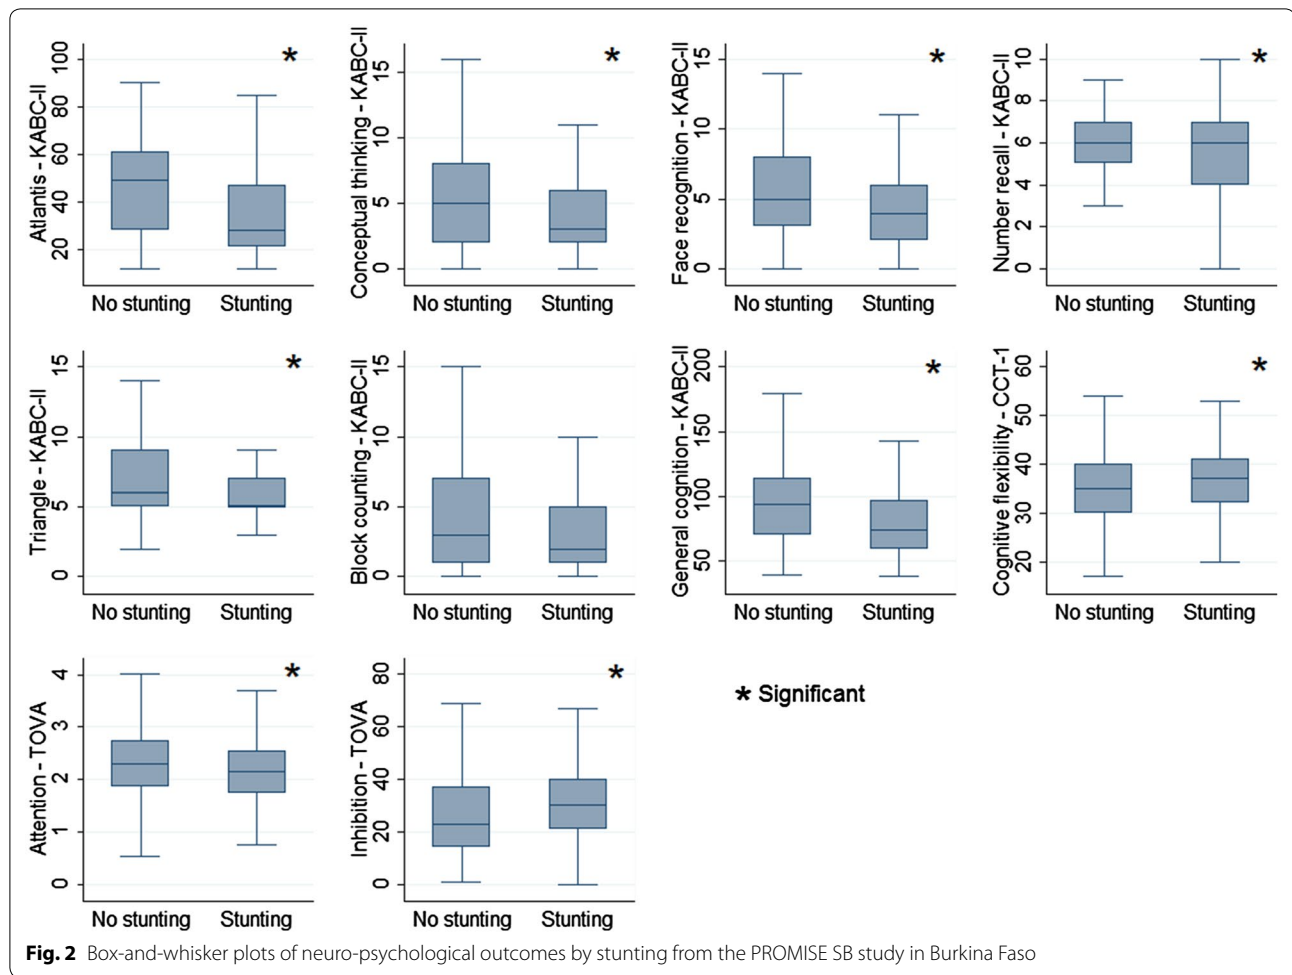 Atlantis - KABC-II
100
80
60
40
20
No stunting Stunting
*
Conceptual thinking - KABC-II
15
10
5
0
No stunting Stunting
*
Face recognition - KABC-II
15
10
5
0
No stunting Stunting
*
Number recall - KABC-II
10
8
6
4
2
0
No stunting Stunting
*
Triangle - KABC-II
15
10
5
0
No stunting Stunting
*
Block counting - KABC-II
15
10
5
0
No stunting Stunting
General cognition - KABC-II
200
150
100
50
No stunting Stunting
*
Cognitive flexibility - CCT-1
60
50
40
30
20
No stunting Stunting
*
Attention - TOVA
4
3
2
1
0
No stunting Stunting
*
Inhibition - TOVA
80
60
40
20
0
No stunting Stunting
*
* Significant
Fig. 2 Box-and-whisker plots of neuro-psychological outcomes by stunting from the PROMISE SB study in Burkina Faso